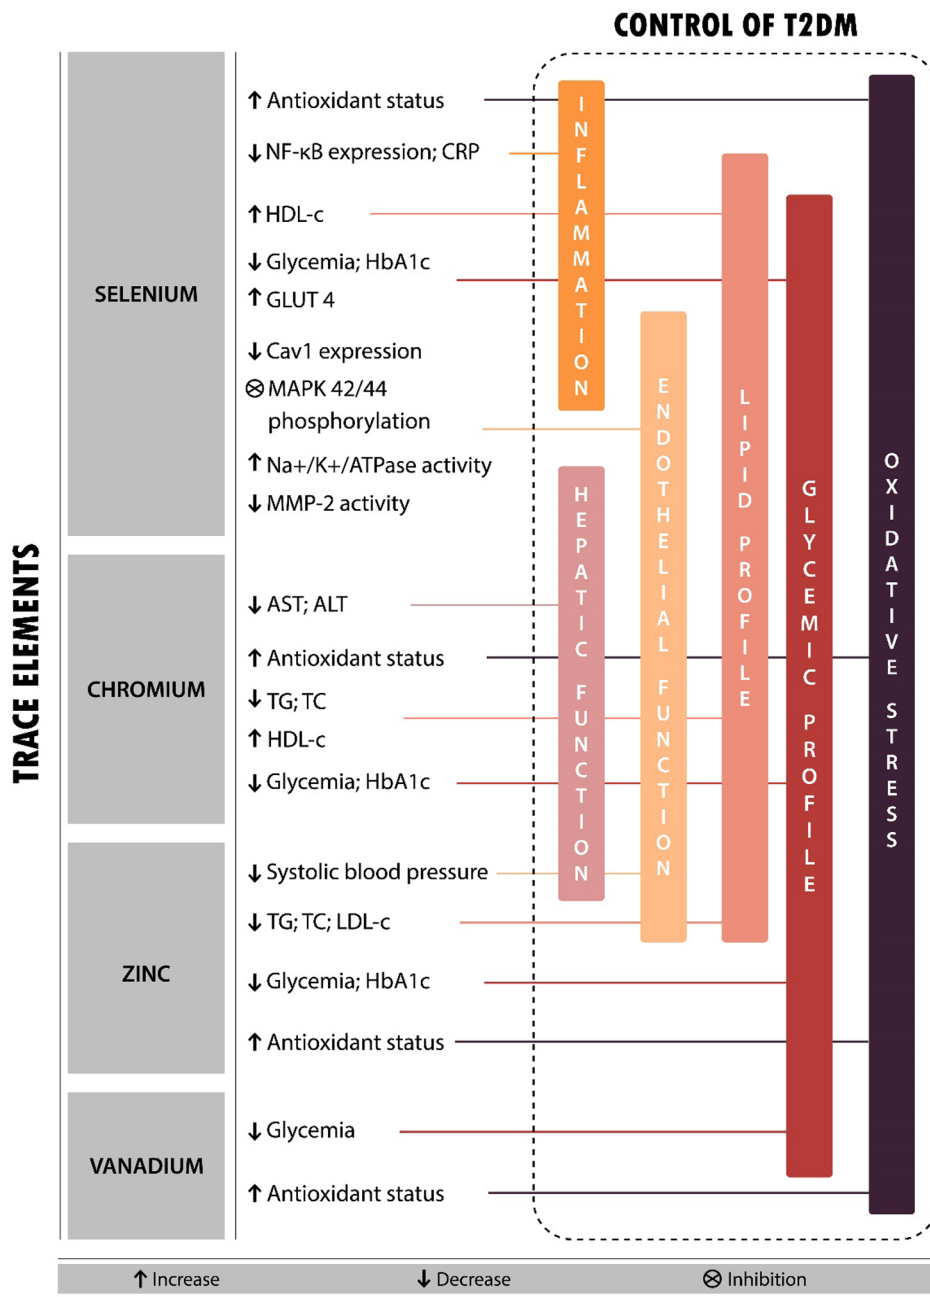 CONTROL OF T2DM
TRACE ELEMENTS
SELENIUM
↑ Antioxidant status
↓ NF-κB expression; CRP
↑ HDL-c
↓ Glycemia; HbA1c
↑ GLUT 4
↓ Cav1 expression
⊗ MAPK 42/44
phosphorylation
↑ Na+/K+/ATPase activity
↓ MMP-2 activity
CHROMIUM
↓ AST; ALT
↑ Antioxidant status
↓ TG; TC
↑ HDL-c
↓ Glycemia; HbA1c
ZINC
↓ Systolic blood pressure
↓ TG; TC; LDL-c
↓ Glycemia; HbA1c
↑ Antioxidant status
VANADIUM
↓ Glycemia
↑ Antioxidant status
INFLAMMATION
HEPATIC FUNCTION
ENDOTHELIAL FUNCTION
LIPID PROFILE
GLYCEMIC PROFILE
OXIDATIVE STRESS
↑ Increase
↓ Decrease
⊗ Inhibition